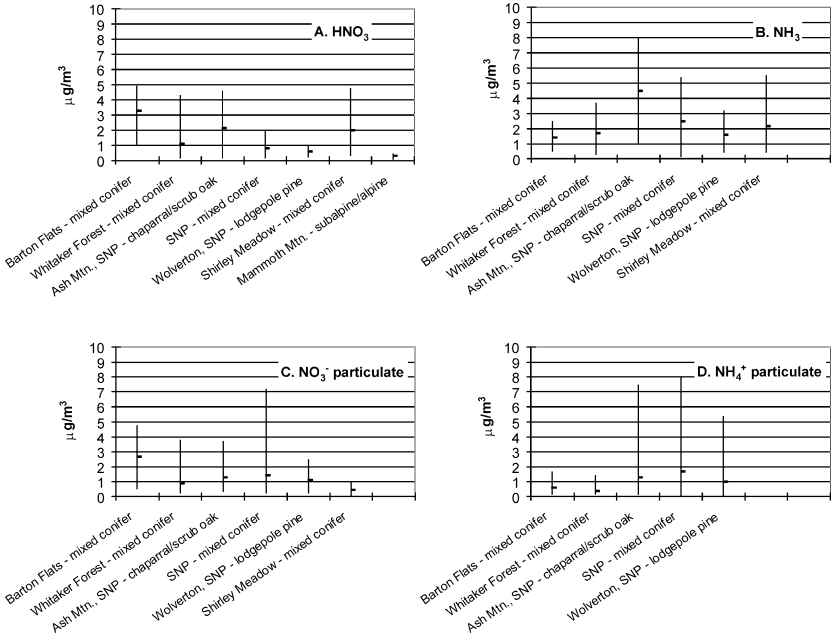 A. HNO₃
10
9
8
7
6
5
4
3
2
1
0
μg/m³
Barton Flats - mixed conifer
Whitaker Forest - mixed conifer
Ash Mtn., SNP - chaparral/scrub oak
SNP - mixed conifer
Wolverton, SNP - lodgepole pine
Shirley Meadow - mixed conifer
Mammoth Mtn. - subalpine/alpine
B. NH₃
10
9
8
7
6
5
4
3
2
1
0
μg/m³
Barton Flats - mixed conifer
Whitaker Forest - mixed conifer
Ash Mtn., SNP - chaparral/scrub oak
SNP - mixed conifer
Wolverton, SNP - lodgepole pine
Shirley Meadow - mixed conifer
C. NO₃⁻ particulate
10
9
8
7
6
5
4
3
2
1
0
μg/m³
Barton Flats - mixed conifer
Whitaker Forest - mixed conifer
Ash Mtn., SNP - chaparral/scrub oak
SNP - mixed conifer
Wolverton, SNP - lodgepole pine
Shirley Meadow - mixed conifer
D. NH₄⁺ particulate
10
9
8
7
6
5
4
3
2
1
0
μg/m³
Barton Flats - mixed conifer
Whitaker Forest - mixed conifer
Ash Mtn., SNP - chaparral/scrub oak
SNP - mixed conifer
Wolverton, SNP - lodgepole pine